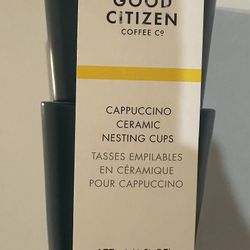 GOOD
CiTiZEN
COFFEE Cº
CAPPUCCINO
CERAMIC
NESTING CUPS
TASSES EMPILABLES
EN CÉRAMIQUE
POUR CAPPUCCINO